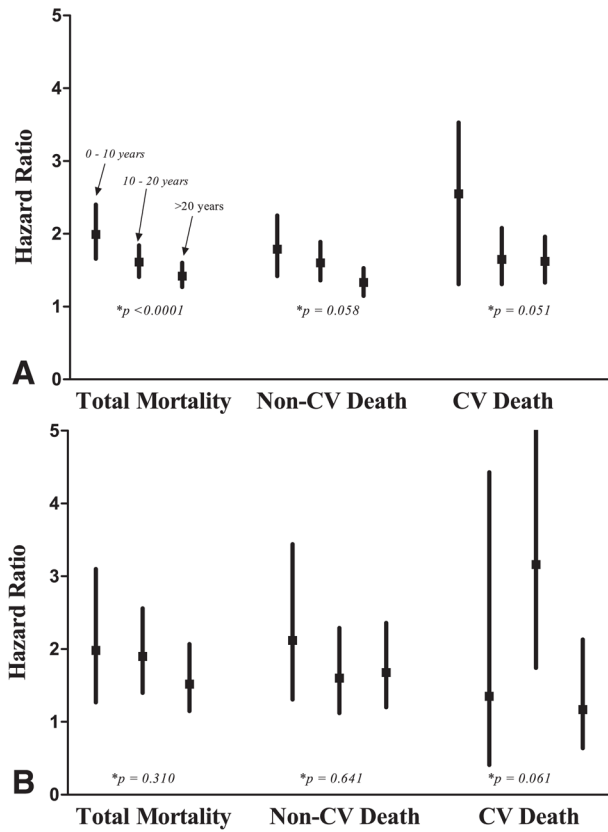 5
4
3
2
1
0
Hazard Ratio
0 - 10 years
10 - 20 years
>20 years
*p <0.0001
*p = 0.058
*p = 0.051
A
Total Mortality
Non-CV Death
CV Death
5
4
3
2
1
0
Hazard Ratio
*p = 0.310
*p = 0.641
*p = 0.061
B
Total Mortality
Non-CV Death
CV Death